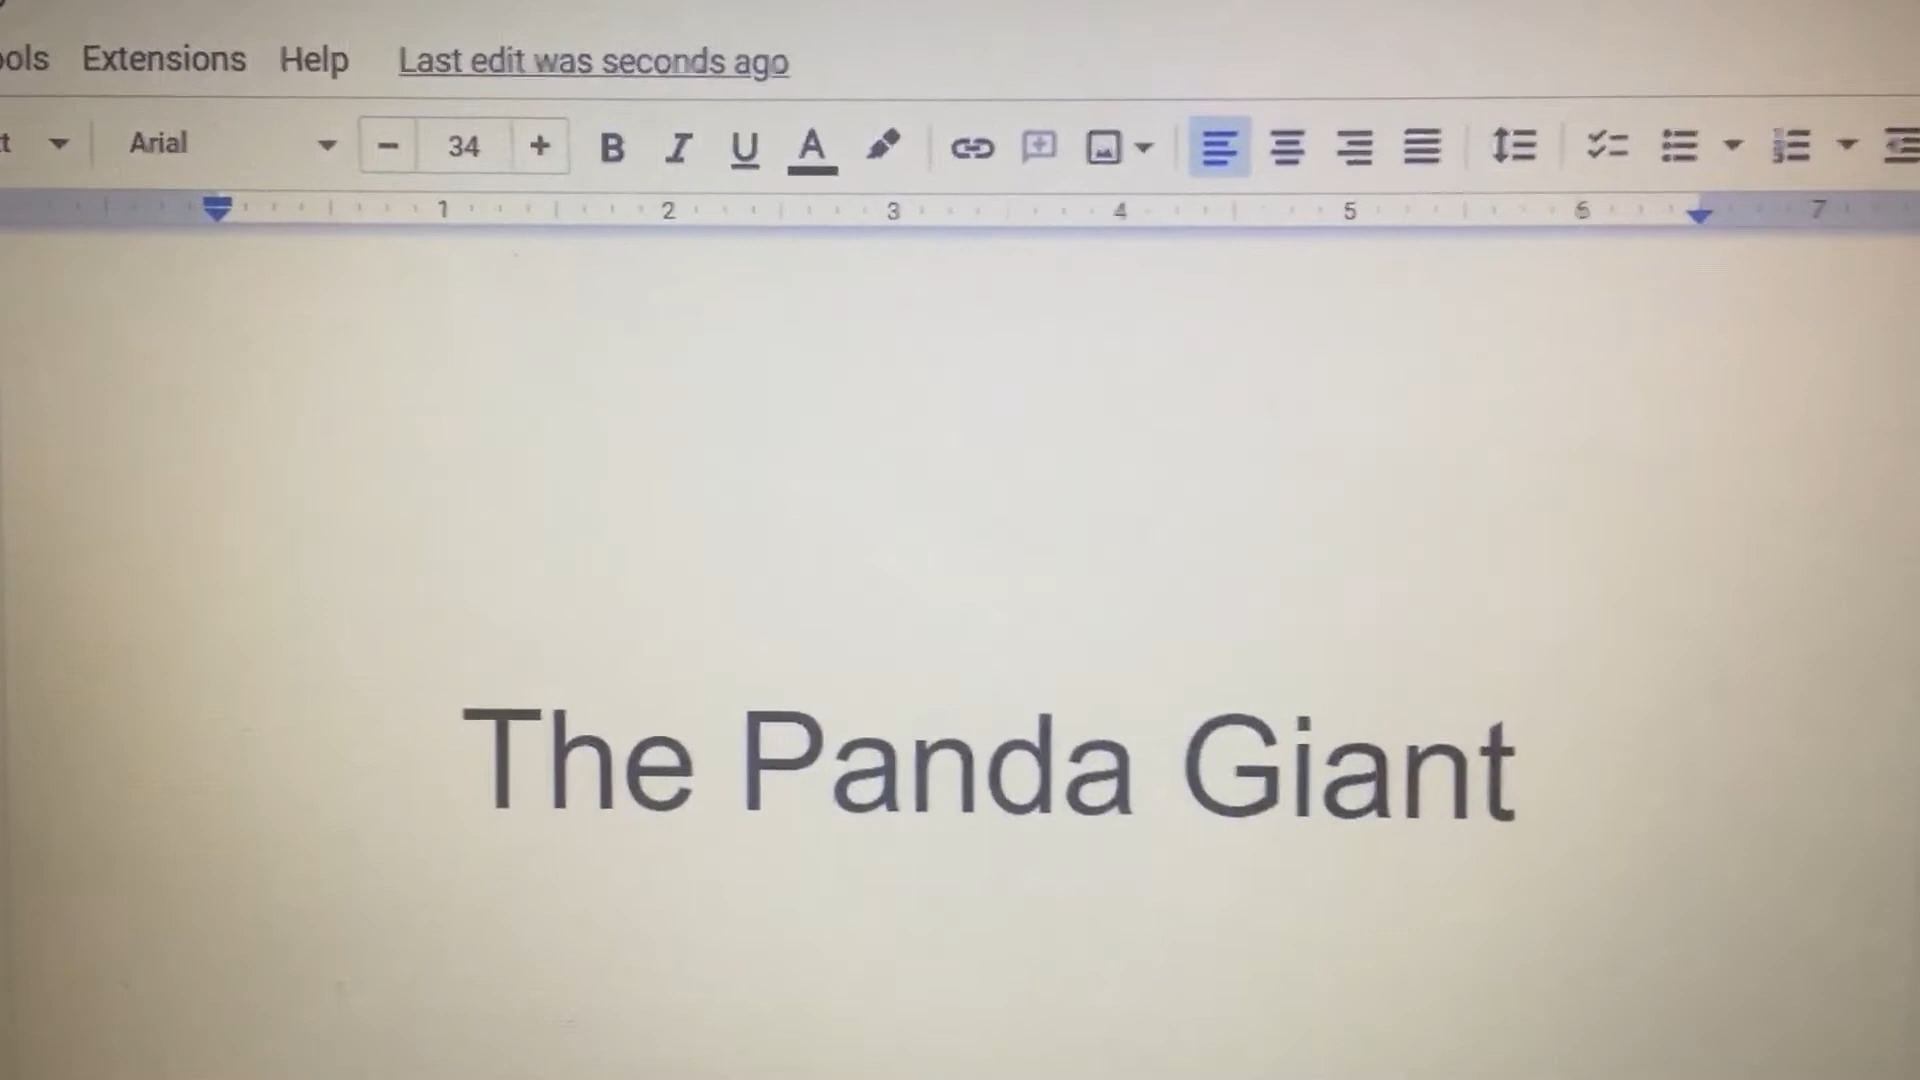 ools Extensions Help Last edit was seconds ago
t Arial − 34 + B I U A
1 2 3 4 5 6 7
The Panda Giant